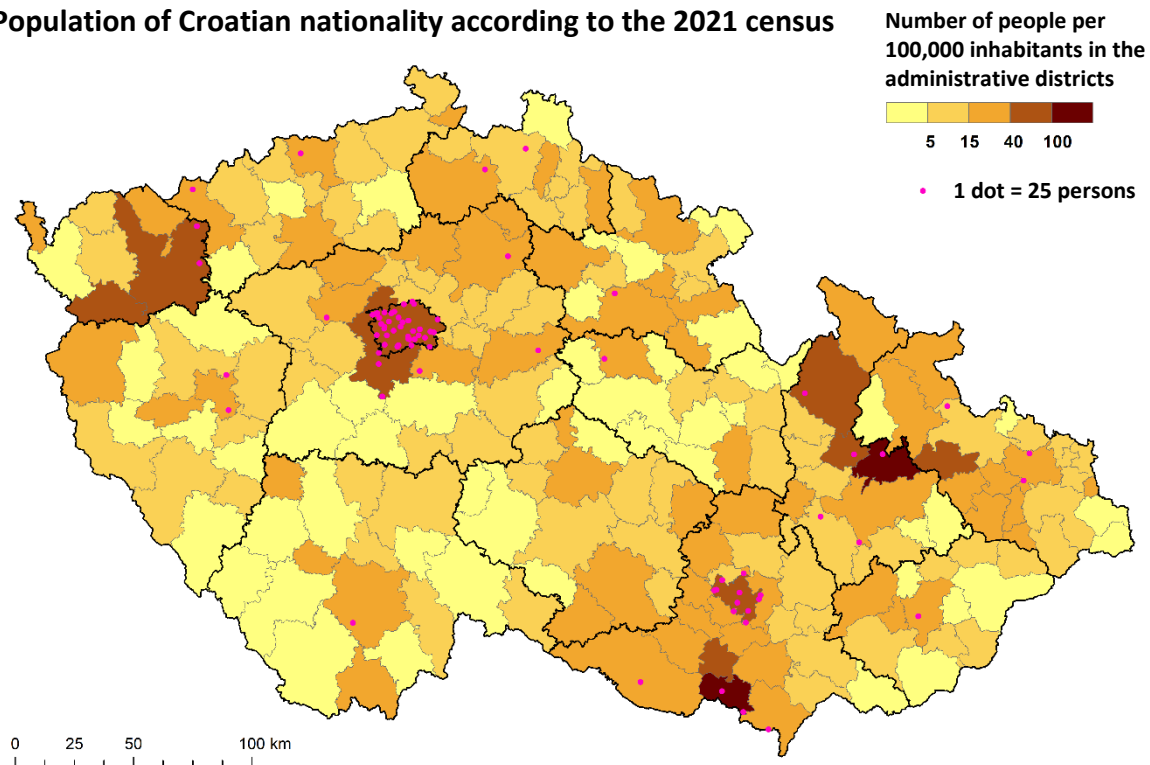 Population of Croatian nationality according to the 2021 census
Number of people per
100,000 inhabitants in the
administrative districts
5 15 40 100
1 dot = 25 persons
0 25 50 100 km